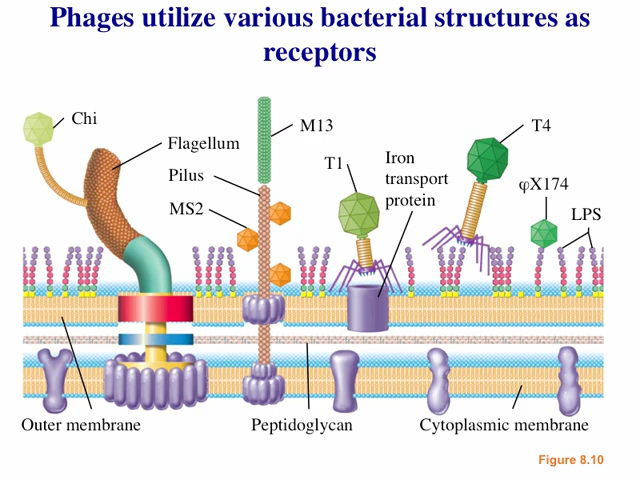 Phages utilize various bacterial structures as
receptors
Chi
M13
T4
Flagellum
Pilus
MS2
T1
Iron
transport
protein
φX174
LPS
Outer membrane
Peptidoglycan
Cytoplasmic membrane
Figure 8.10